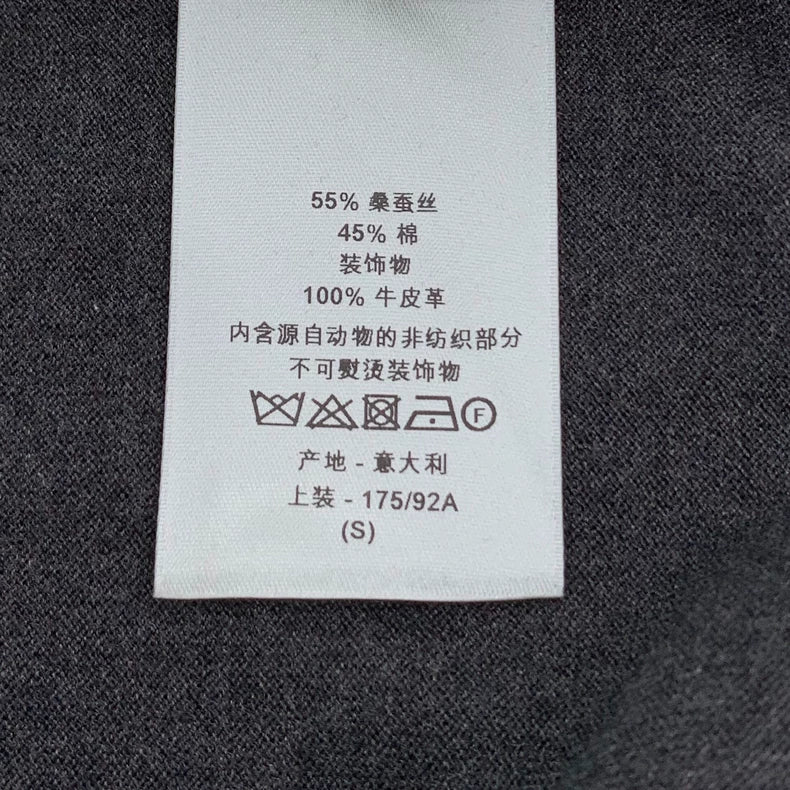 55% 桑蚕丝
45% 棉
装饰物
100% 牛皮革
内含源自动物的非纺织部分
不可熨烫装饰物
F
产地 - 意大利
上装 - 175/92A
(S)